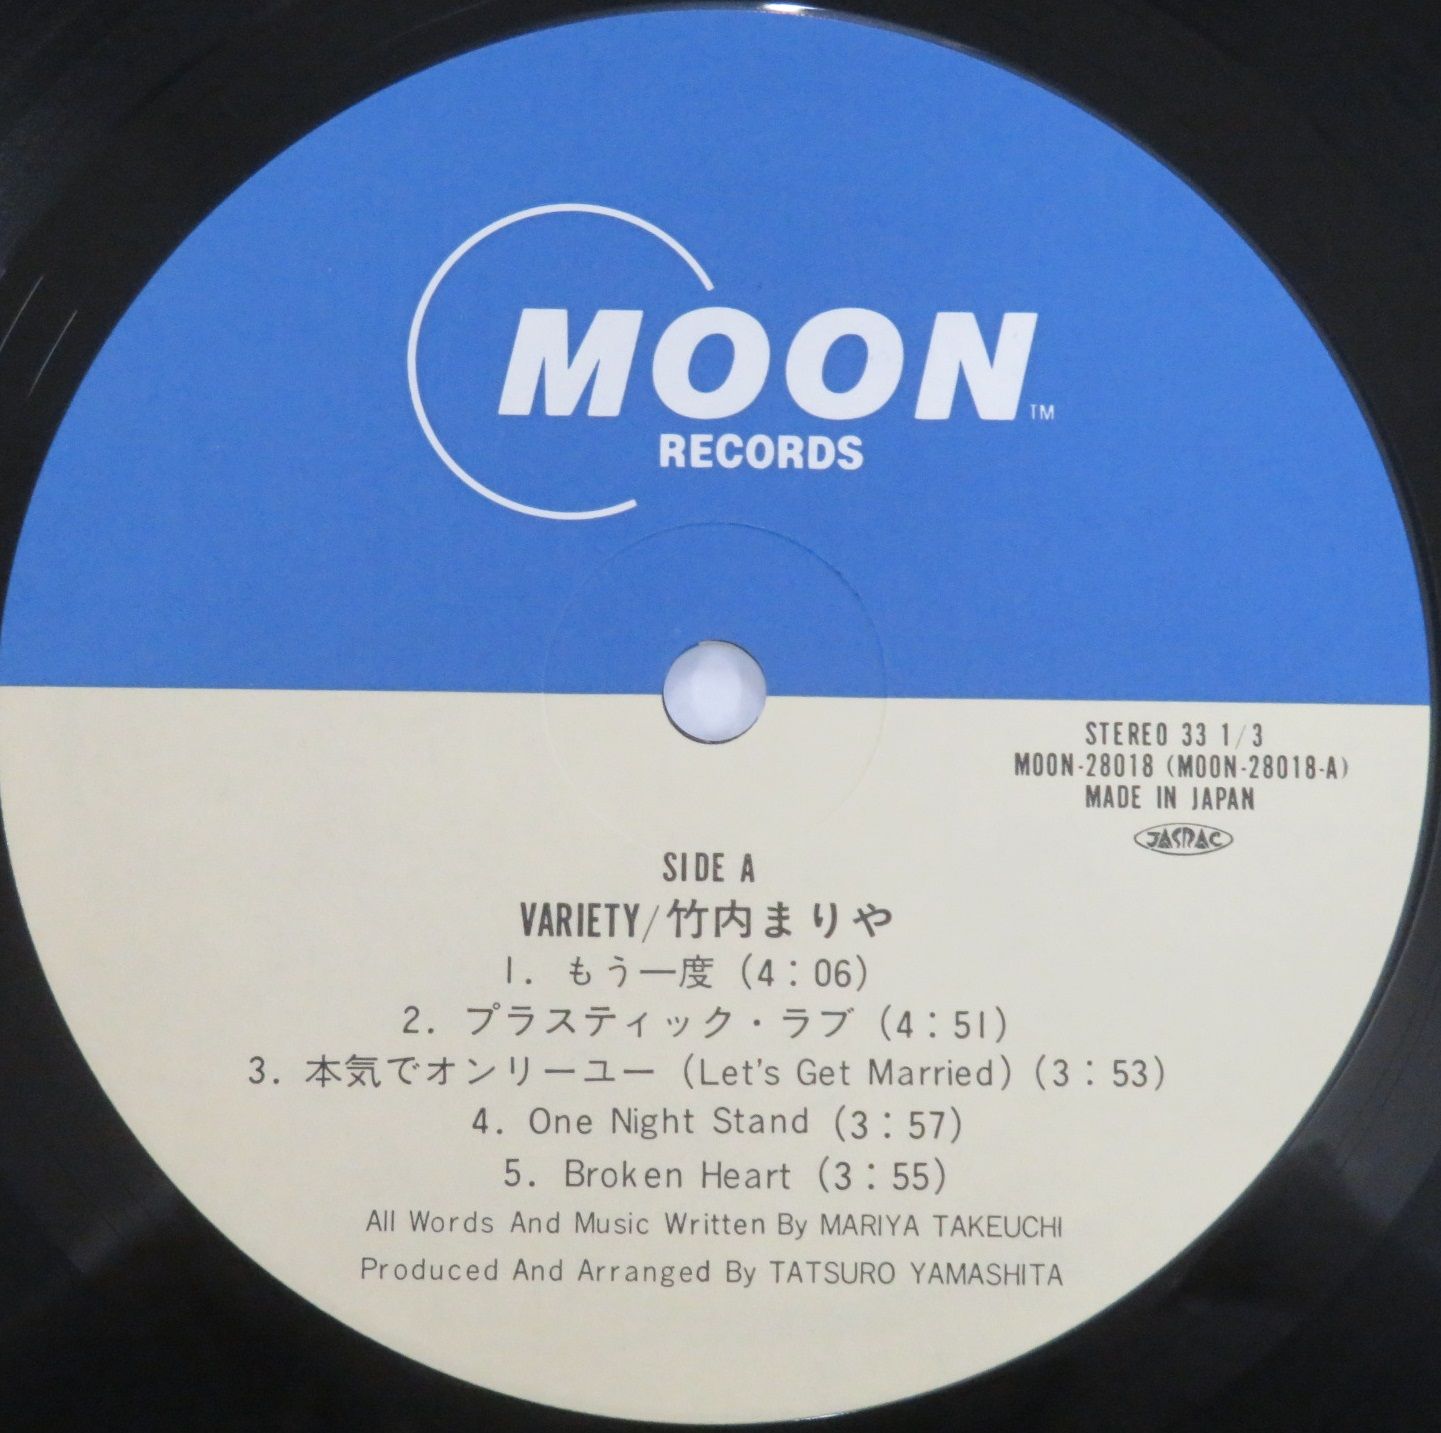 MOON™
RECORDS
STEREO 33 1/3
MOON-28018 (MOON-28018-A)
MADE IN JAPAN
JASRAC
SIDE A
VARIETY/竹内まりや
1. もう一度 (4:06)
2. プラスティック・ラブ (4:51)
3. 本気でオンリーユー (Let's Get Married) (3:53)
4. One Night Stand (3:57)
5. Broken Heart (3:55)
All Words And Music Written By MARIYA TAKEUCHI
Produced And Arranged By TATSURO YAMASHITA